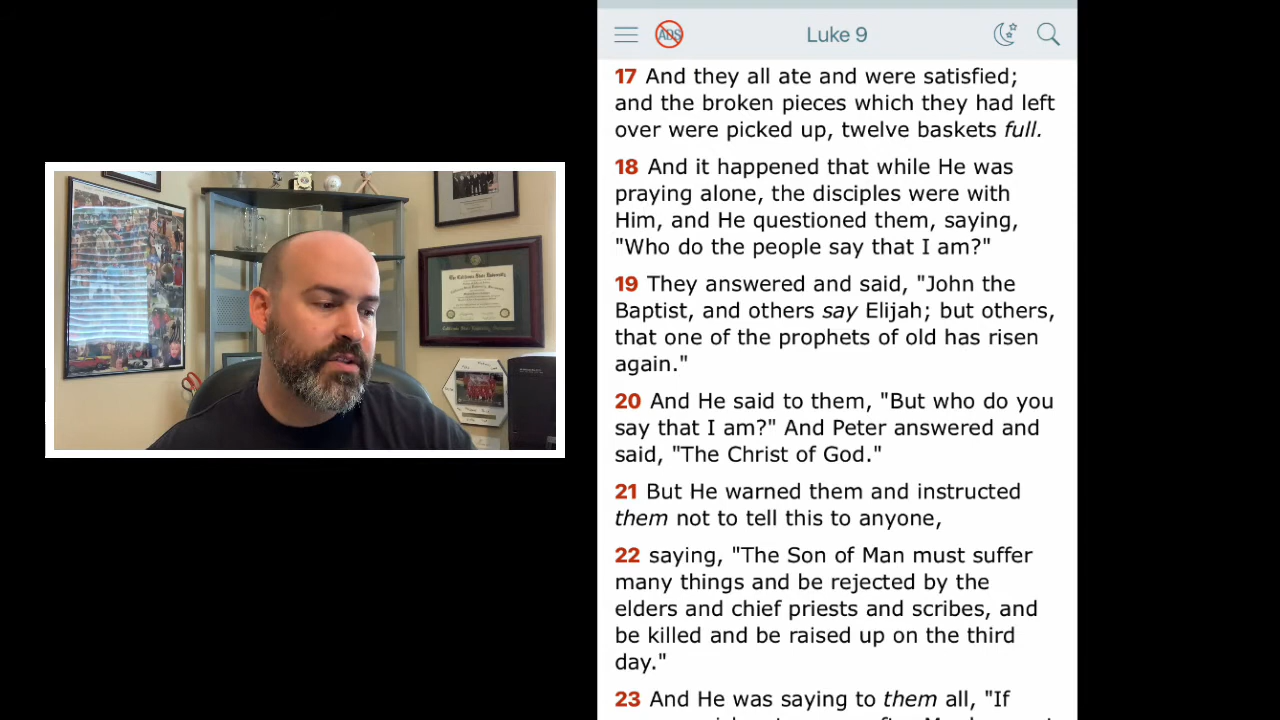 ADS
Luke 9
17 And they all ate and were satisfied;
and the broken pieces which they had left
over were picked up, twelve baskets full.
18 And it happened that while He was
praying alone, the disciples were with
Him, and He questioned them, saying,
"Who do the people say that I am?"
19 They answered and said, "John the
Baptist, and others say Elijah; but others,
that one of the prophets of old has risen
again."
20 And He said to them, "But who do you
say that I am?" And Peter answered and
said, "The Christ of God."
21 But He warned them and instructed
them not to tell this to anyone,
22 saying, "The Son of Man must suffer
many things and be rejected by the
elders and chief priests and scribes, and
be killed and be raised up on the third
day."
23 And He was saying to them all, "If
The California State University